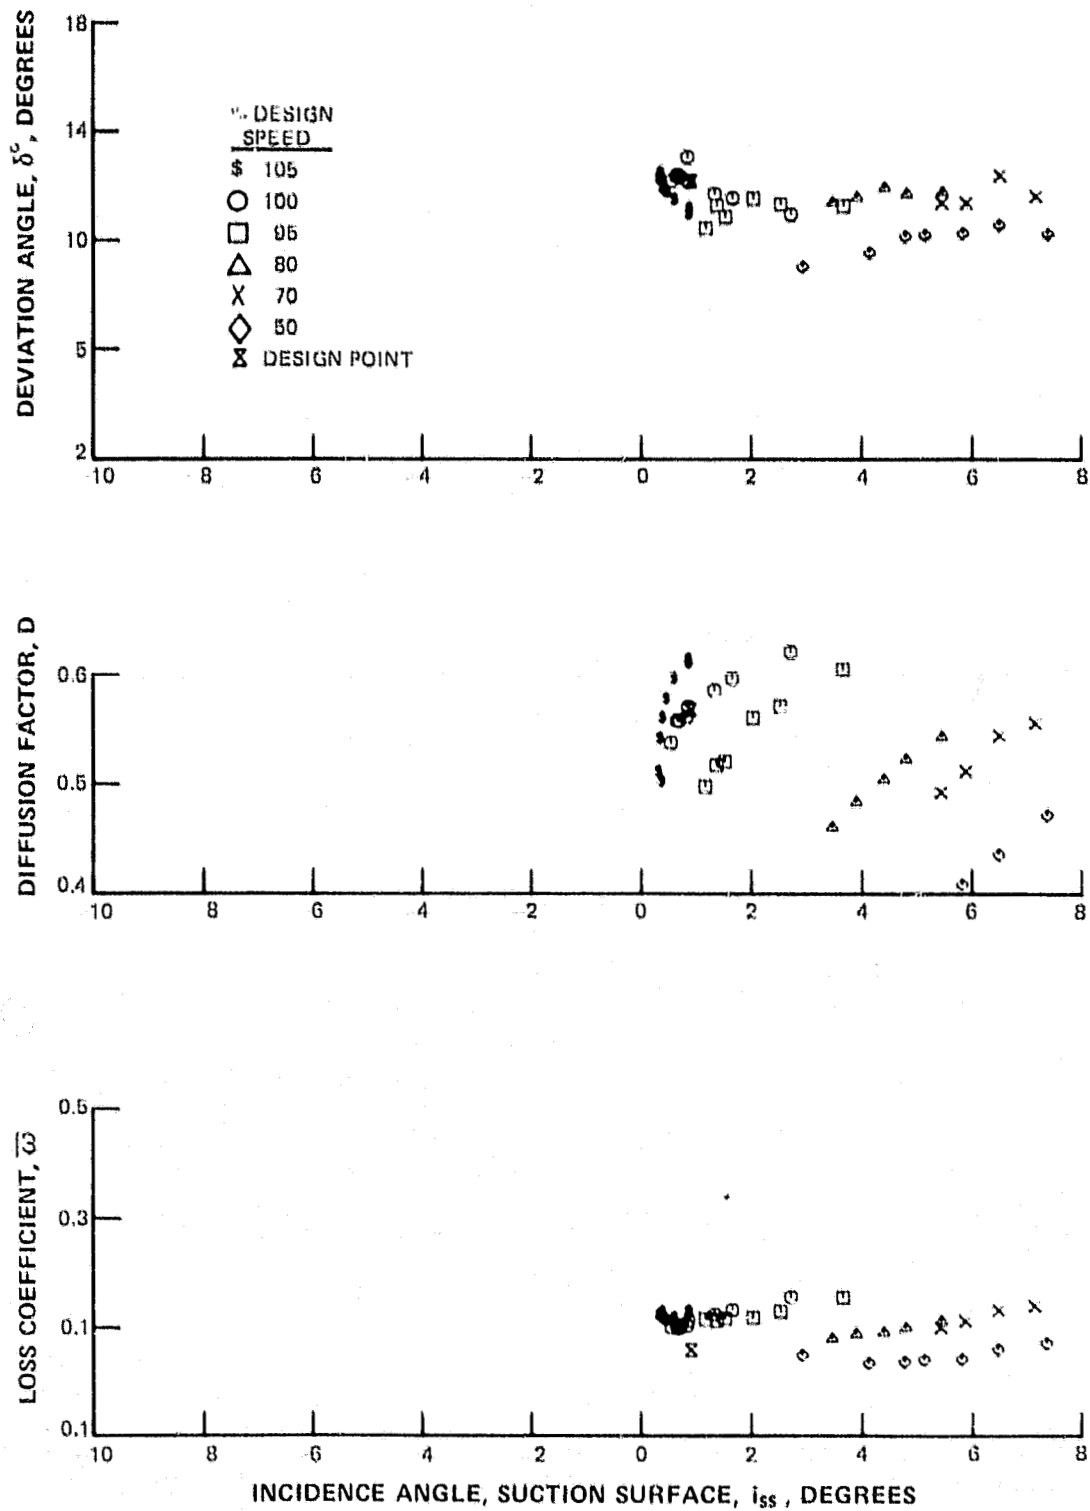 DEVIATION ANGLE, δ°, DEGREES
18
14
10
5
2
% DESIGN
SPEED
$ 105
100
95
80
70
50
DESIGN POINT
10 8 6 4 2 0 2 4 6 8
DIFFUSION FACTOR, D
0.6
0.5
0.4
10 8 6 4 2 0 2 4 6 8
LOSS COEFFICIENT, ω̅
0.5
0.3
0.1
0.1
10 8 6 4 2 0 2 4 6 8
INCIDENCE ANGLE, SUCTION SURFACE, iss, DEGREES